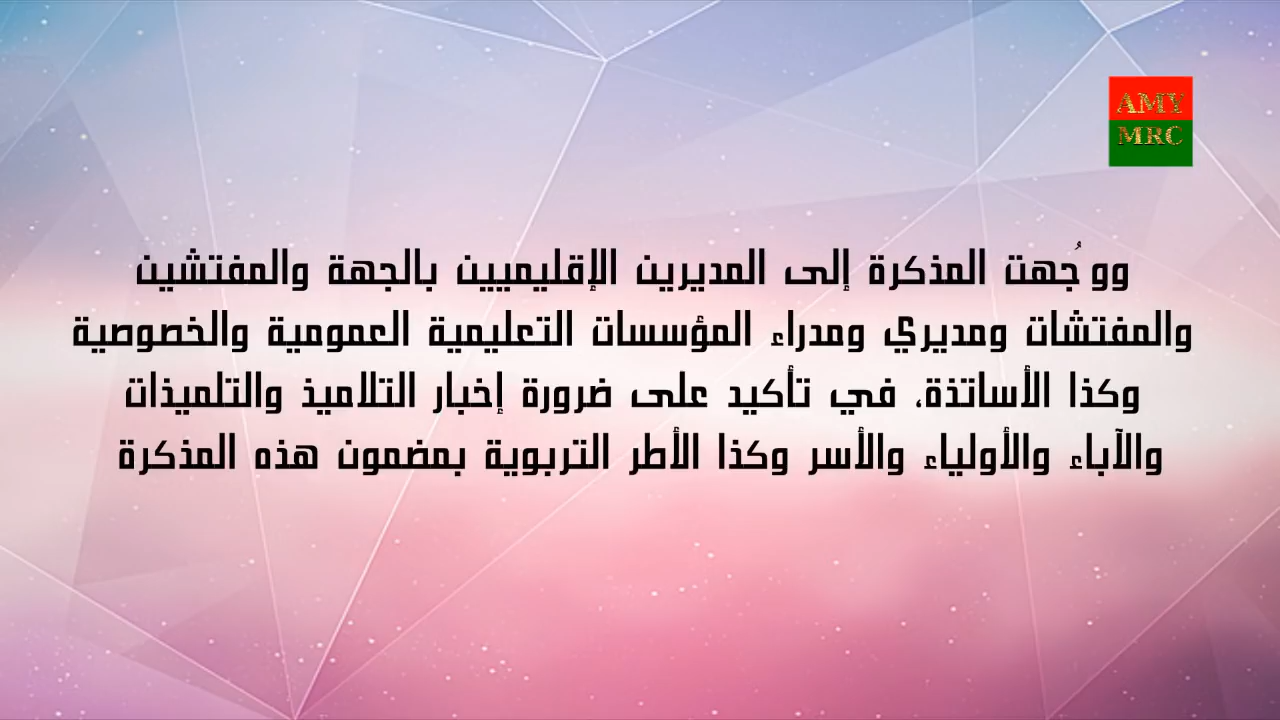 AMY
MRC
ووُجهت المذكرة إلى المديرين الإقليميين بالجهة والمفتشين
والمفتشات ومديري ومدراء المؤسسات التعليمية العمومية والخصوصية
وكذا الأساتذة، في تأكيد على ضرورة إخبار التلاميذ والتلميذات
والآباء والأولياء والأسر وكذا الأطر التربوية بمضمون هذه المذكرة